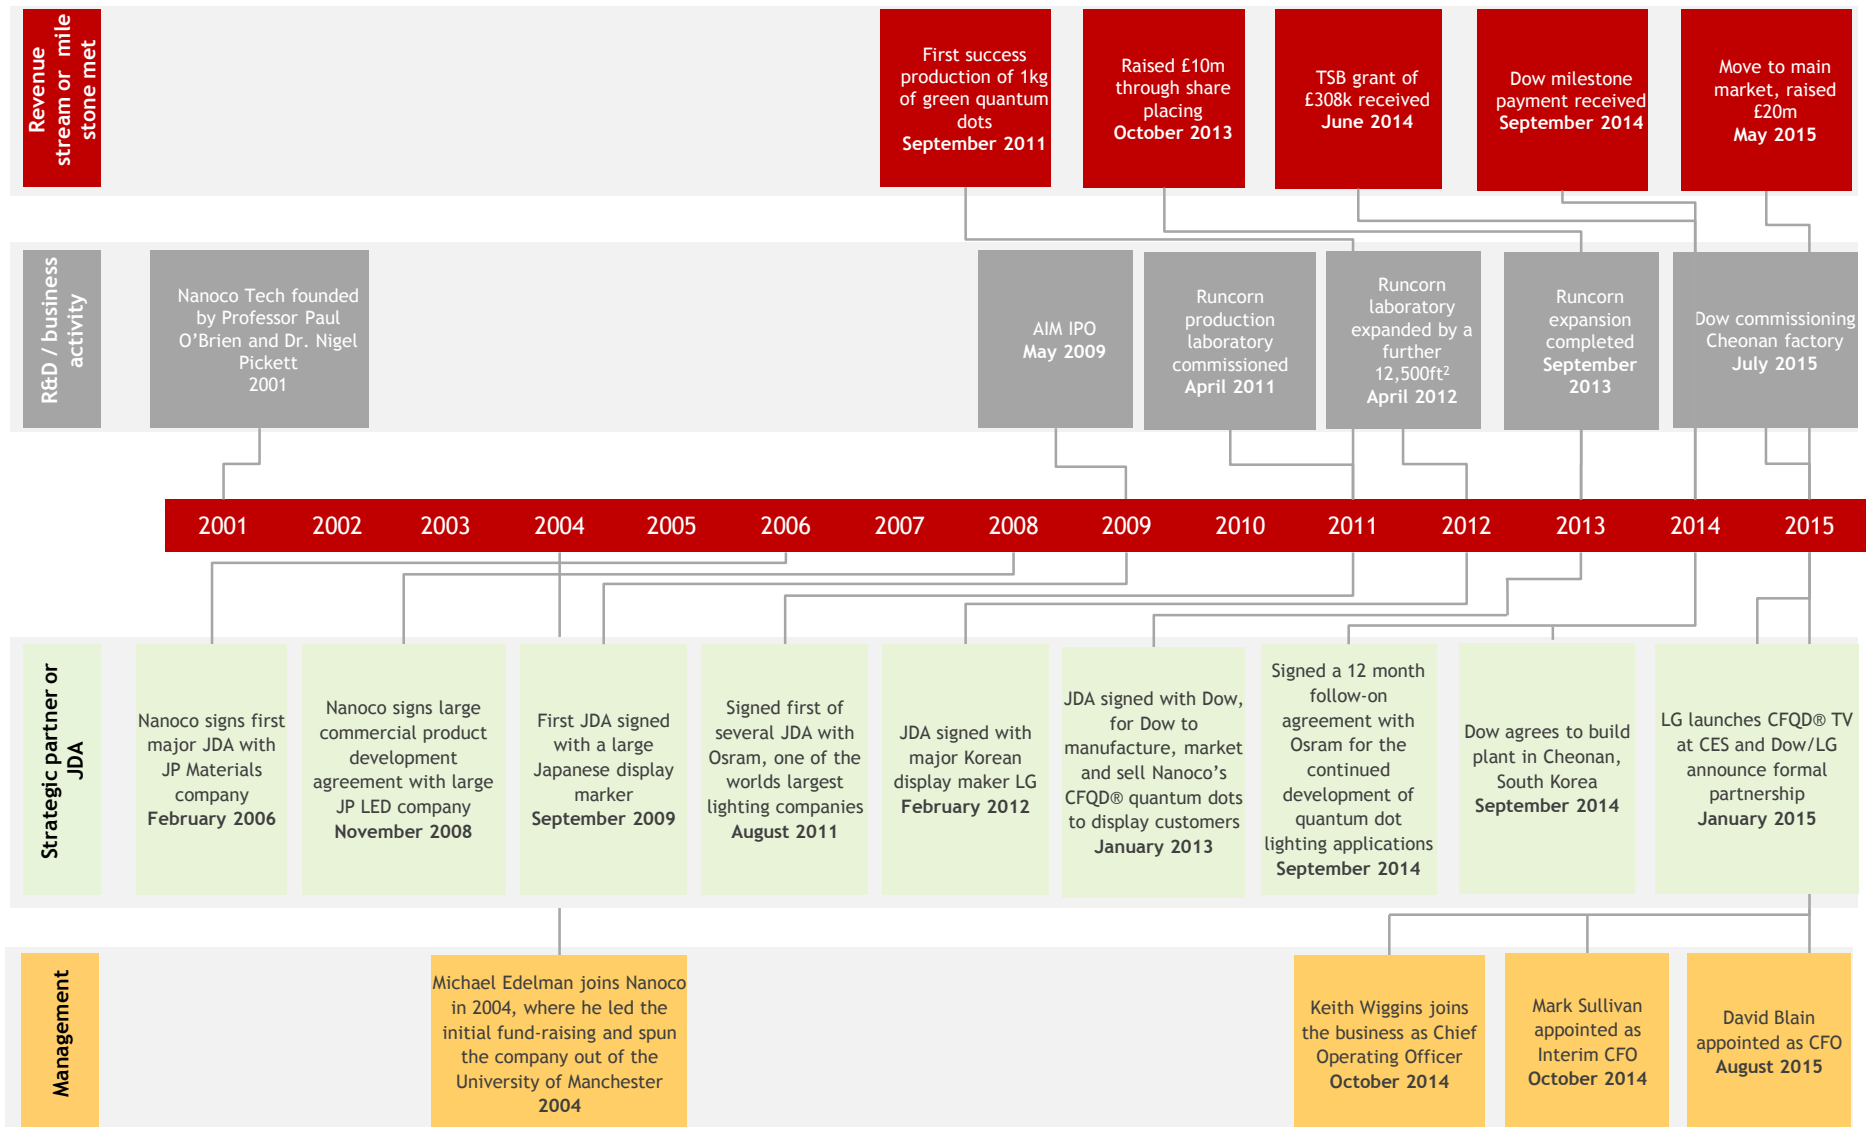 Revenue
stream or mile
stone met
First success
production of 1kg
of green quantum
dots
September 2011
Raised £10m
through share
placing
October 2013
TSB grant of
£308k received
June 2014
Dow milestone
payment received
September 2014
Move to main
market, raised
£20m
May 2015
R&D / business
activity
Nanoco Tech founded
by Professor Paul
O’Brien and Dr. Nigel
Pickett
2001
AIM IPO
May 2009
Runcorn
production
laboratory
commissioned
April 2011
Runcorn
laboratory
expanded by a
further
12,500ft²
April 2012
Runcorn
expansion
completed
September
2013
Dow commissioning
Cheonan factory
July 2015
2001 2002 2003 2004 2005 2006 2007 2008 2009 2010 2011 2012 2013 2014 2015
Strategic partner or
JDA
Nanoco signs first
major JDA with
JP Materials
company
February 2006
Nanoco signs large
commercial product
development
agreement with large
JP LED company
November 2008
First JDA signed
with a large
Japanese display
marker
September 2009
Signed first of
several JDA with
Osram, one of the
worlds largest
lighting companies
August 2011
JDA signed with
major Korean
display maker LG
February 2012
JDA signed with Dow,
for Dow to
manufacture, market
and sell Nanoco’s
CFQD® quantum dots
to display customers
January 2013
Signed a 12 month
follow-on
agreement with
Osram for the
continued
development of
quantum dot
lighting applications
September 2014
Dow agrees to build
plant in Cheonan,
South Korea
September 2014
LG launches CFQD® TV
at CES and Dow/LG
announce formal
partnership
January 2015
Management
Michael Edelman joins Nanoco
in 2004, where he led the
initial fund-raising and spun
the company out of the
University of Manchester
2004
Keith Wiggins joins
the business as Chief
Operating Officer
October 2014
Mark Sullivan
appointed as
Interim CFO
October 2014
David Blain
appointed as CFO
August 2015